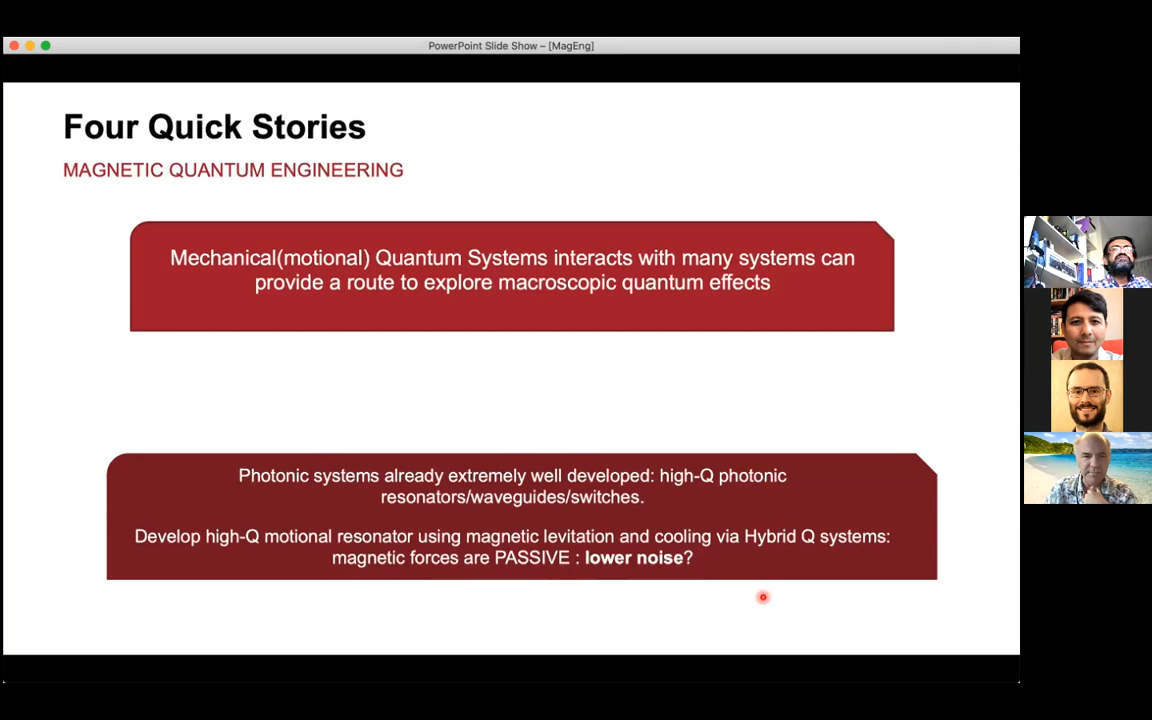 PowerPoint Slide Show – [MagEng]
Four Quick Stories
MAGNETIC QUANTUM ENGINEERING
Mechanical(motional) Quantum Systems interacts with many systems can
provide a route to explore macroscopic quantum effects
Photonic systems already extremely well developed: high-Q photonic
resonators/waveguides/switches.
Develop high-Q motional resonator using magnetic levitation and cooling via Hybrid Q systems:
magnetic forces are PASSIVE : lower noise?